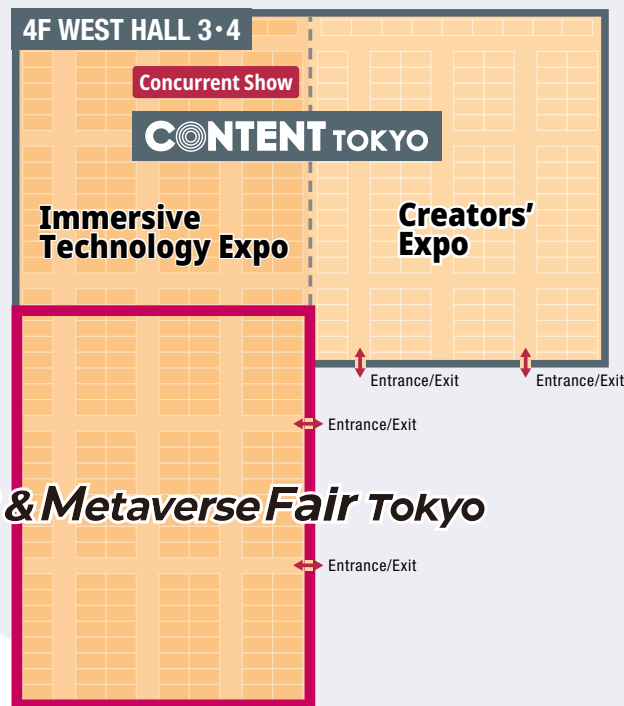 4F WEST HALL 3・4
Concurrent Show
CONTENT TOKYO
Immersive
Technology Expo
Creators'
Expo
Entrance/Exit
Entrance/Exit
Entrance/Exit
& Metaverse Fair TOKYO
Entrance/Exit